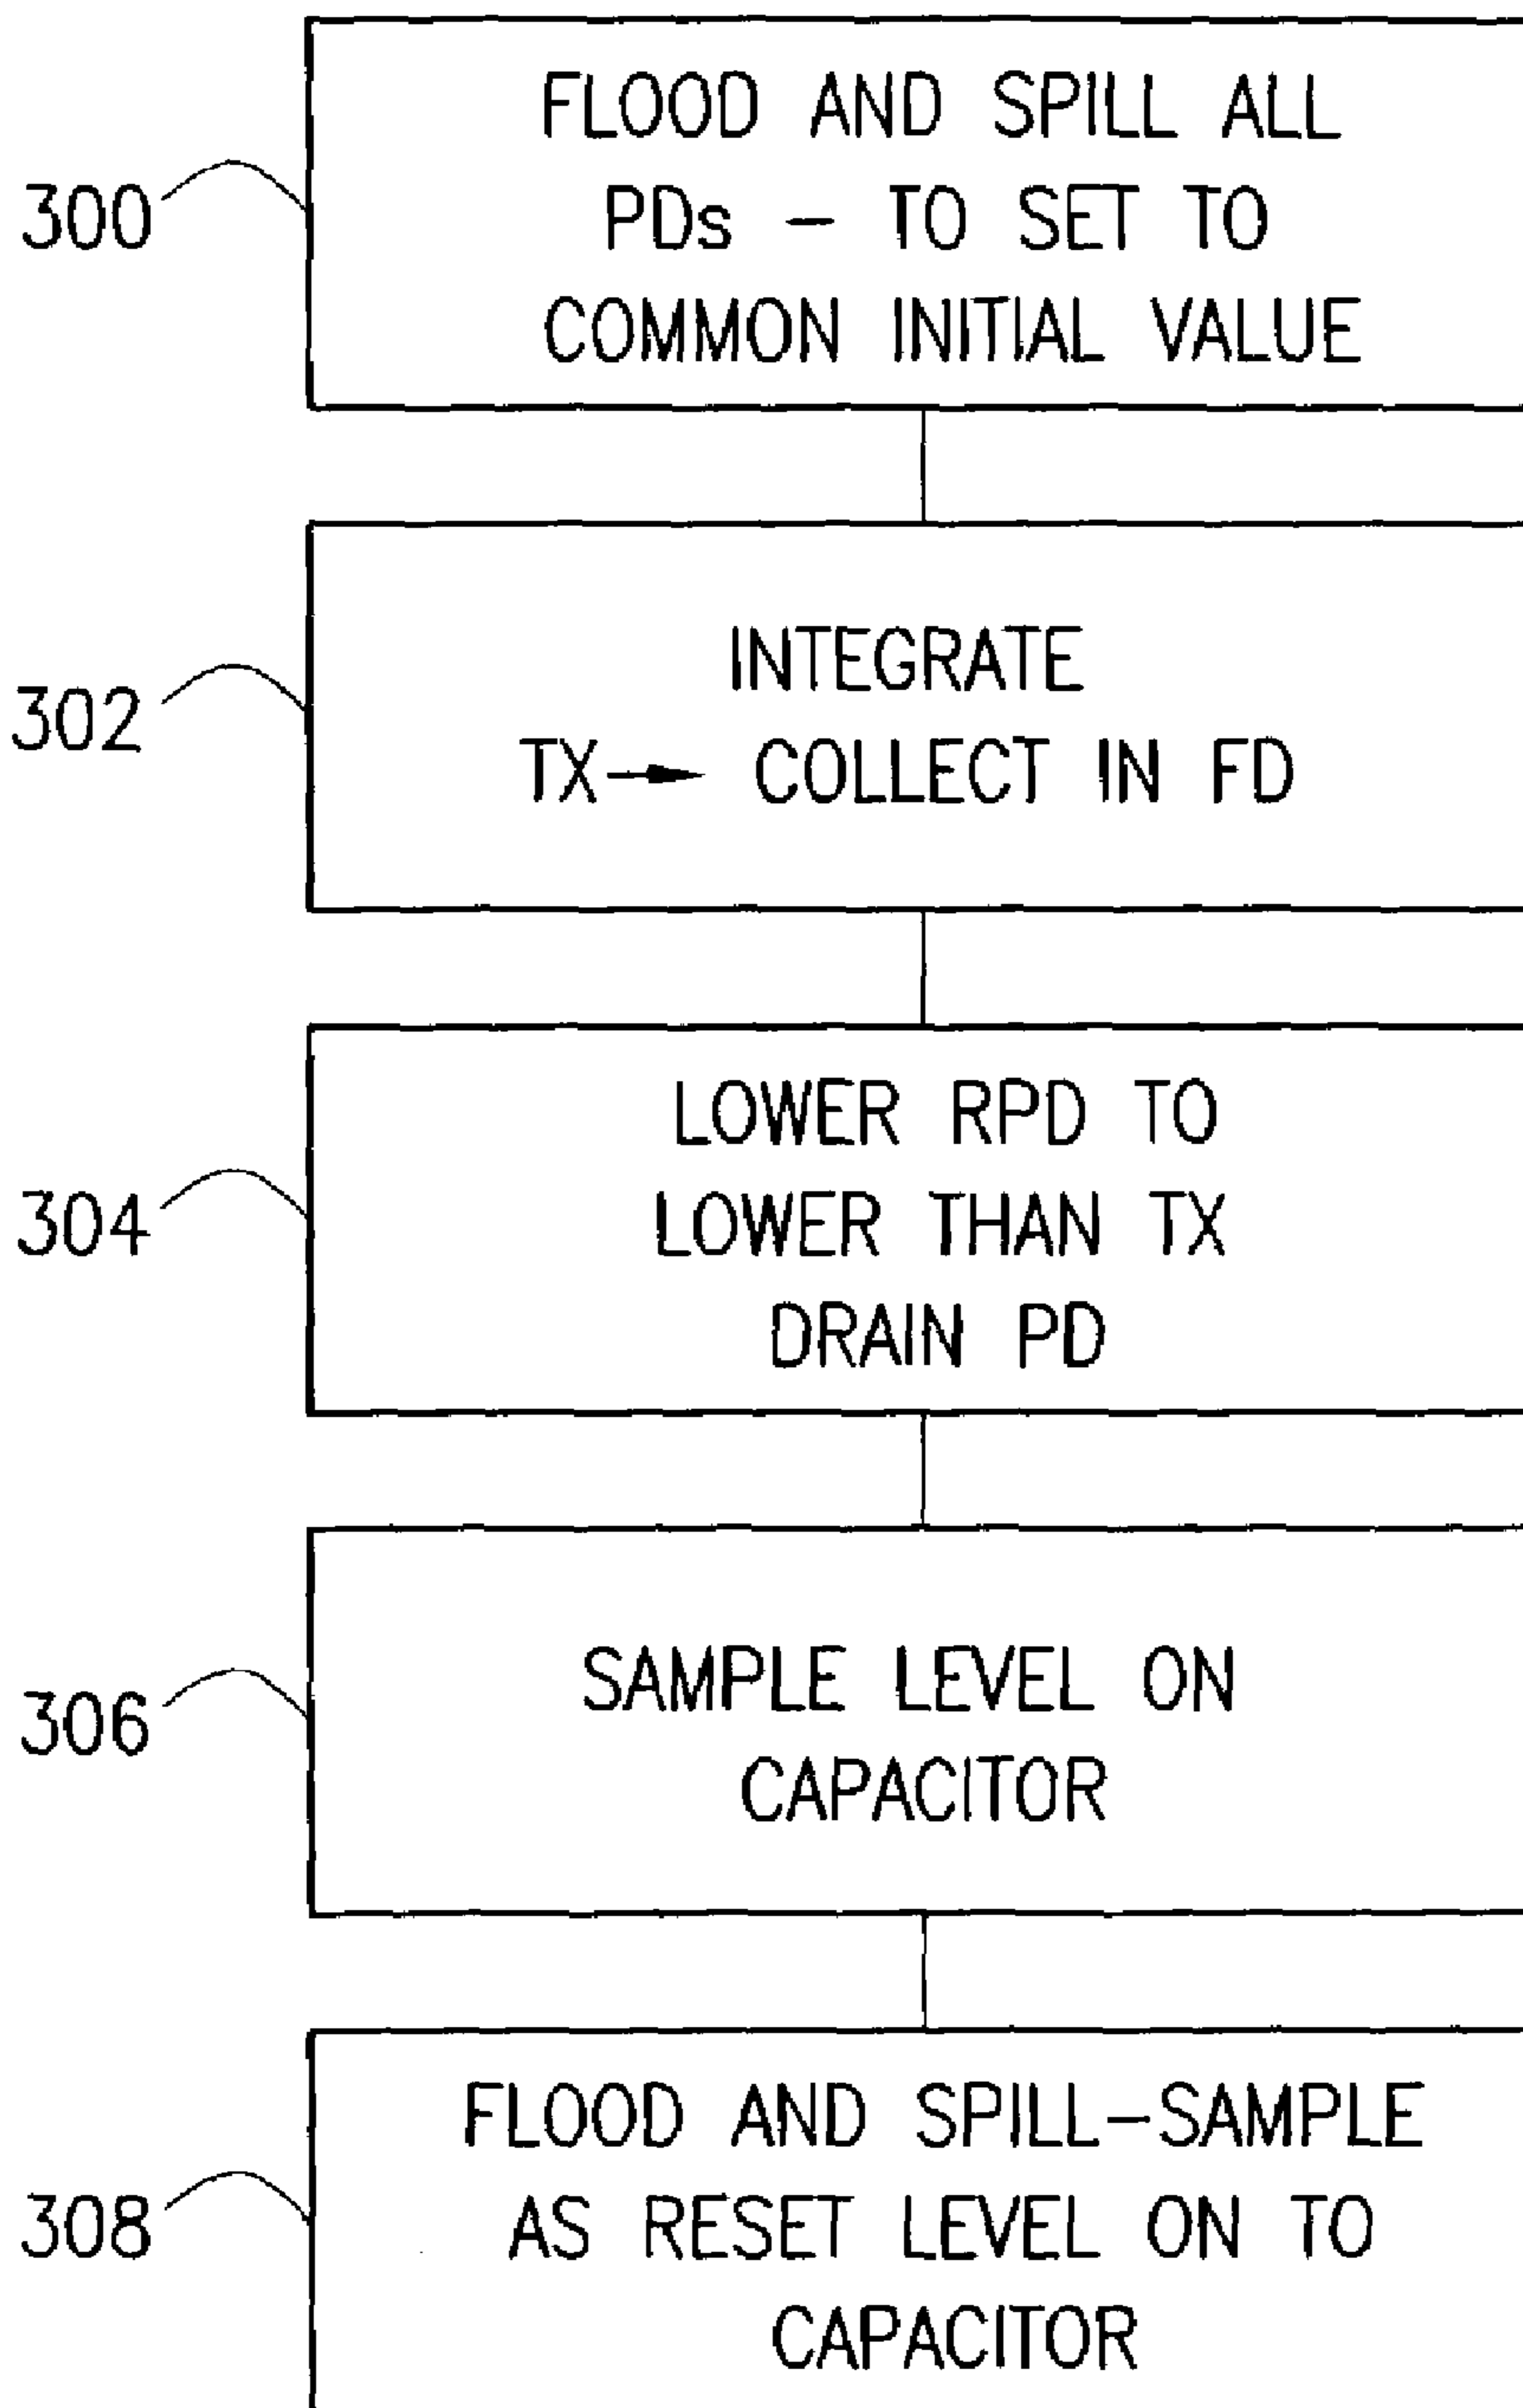 FLOOD AND SPILL ALL
300
PDs - TO SET TO
COMMON INITIAL VALUE
INTEGRATE
302
TX→ COLLECT IN FD
LOWER RPD TO
304
LOWER THAN TX
DRAIN PD
SAMPLE LEVEL ON
306
CAPACITOR
FLOOD AND SPILL-SAMPLE
308
AS RESET LEVEL ON TO
CAPACITOR